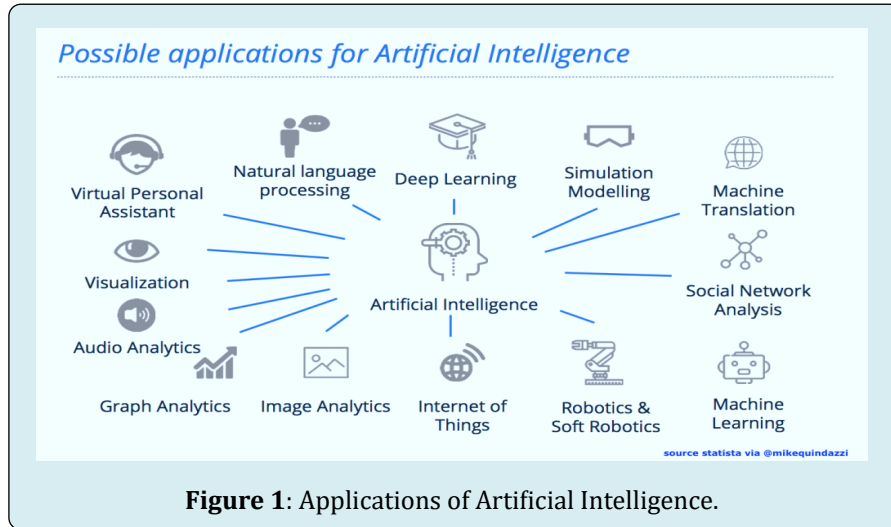 Possible applications for Artificial Intelligence
Virtual Personal
Assistant
Natural language
processing
Deep Learning
Simulation
Modelling
Machine
Translation
Visualization
Artificial Intelligence
Social Network
Analysis
Audio Analytics
Graph Analytics
Image Analytics
Internet of
Things
Robotics &
Soft Robotics
Machine
Learning
source statista via @mikequindazzi
Figure 1: Applications of Artificial Intelligence.